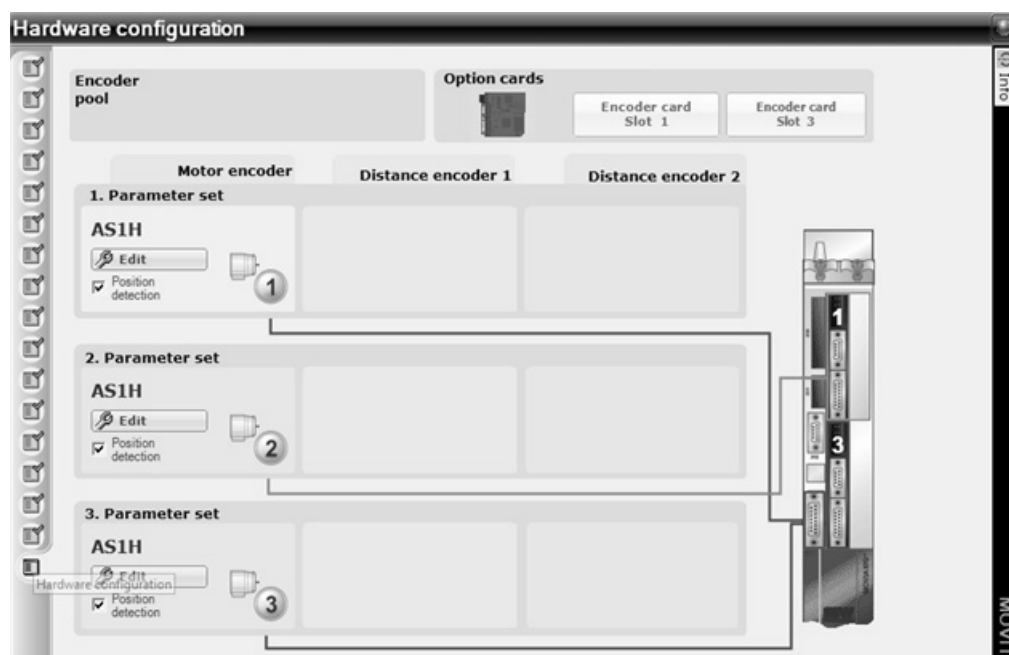 Hardware configuration
Info
Encoder
pool
Option cards
Encoder card
Slot 1
Encoder card
Slot 3
Motor encoder
Distance encoder 1
Distance encoder 2
1. Parameter set
AS1H
Edit
Position
detection
1
2. Parameter set
AS1H
Edit
Position
detection
2
3. Parameter set
AS1H
Edit
Position
detection
3
Hardware configuration
1
3